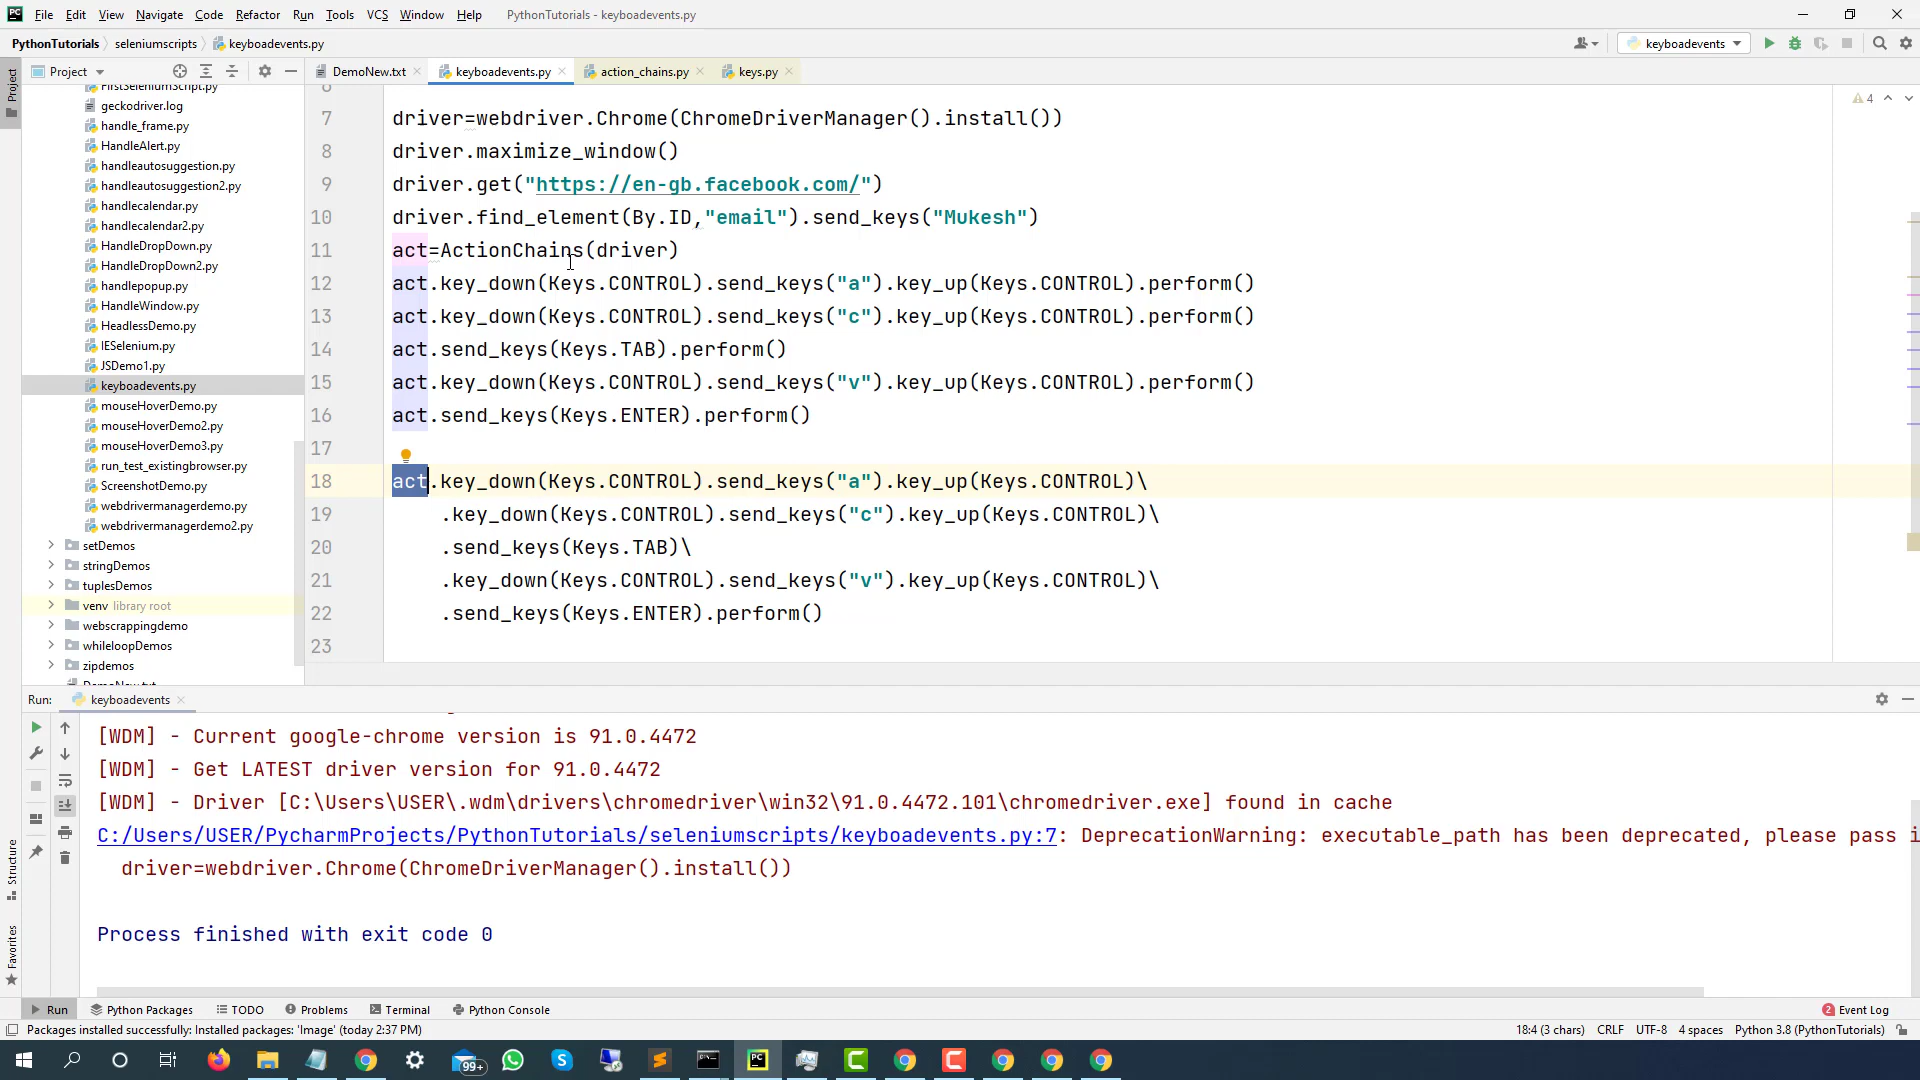 File Edit View Navigate Code Refactor Run Tools VCS Window Help PythonTutorials - keyboadevents.py
PythonTutorials seleniumscripts keyboadevents.py
keyboadevents
Project
DemoNew.txt keyboadevents.py action_chains.py keys.py
Project
FirstSeleniumScript.py
geckodriver.log
handle_frame.py
HandleAlert.py
handleautosuggestion.py
handleautosuggestion2.py
handlecalendar.py
handlecalendar2.py
HandleDropDown.py
HandleDropDown2.py
handlepopup.py
HandleWindow.py
HeadlessDemo.py
IESelenium.py
JSDemo1.py
keyboadevents.py
mouseHoverDemo.py
mouseHoverDemo2.py
mouseHoverDemo3.py
run_test_existingbrowser.py
ScreenshotDemo.py
webdrivermanagerdemo.py
webdrivermanagerdemo2.py
setDemos
stringDemos
tuplesDemos
venv library root
webscrappingdemo
whileloopDemos
zipdemos
DemoNew.txt
4
6
7 driver=webdriver.Chrome(ChromeDriverManager().install())
8 driver.maximize_window()
9 driver.get("https://en-gb.facebook.com/")
10 driver.find_element(By.ID,"email").send_keys("Mukesh")
11 act=ActionChains(driver)
12 act.key_down(Keys.CONTROL).send_keys("a").key_up(Keys.CONTROL).perform()
13 act.key_down(Keys.CONTROL).send_keys("c").key_up(Keys.CONTROL).perform()
14 act.send_keys(Keys.TAB).perform()
15 act.key_down(Keys.CONTROL).send_keys("v").key_up(Keys.CONTROL).perform()
16 act.send_keys(Keys.ENTER).perform()
17
18 act.key_down(Keys.CONTROL).send_keys("a").key_up(Keys.CONTROL)\
19 .key_down(Keys.CONTROL).send_keys("c").key_up(Keys.CONTROL)\
20 .send_keys(Keys.TAB)\
21 .key_down(Keys.CONTROL).send_keys("v").key_up(Keys.CONTROL)\
22 .send_keys(Keys.ENTER).perform()
23
Run: keyboadevents
[WDM] - Current google-chrome version is 91.0.4472
[WDM] - Get LATEST driver version for 91.0.4472
[WDM] - Driver [C:\Users\USER\.wdm\drivers\chromedriver\win32\91.0.4472.101\chromedriver.exe] found in cache
C:/Users/USER/PycharmProjects/PythonTutorials/seleniumscripts/keyboadevents.py:7: DeprecationWarning: executable_path has been deprecated, please pass i
driver=webdriver.Chrome(ChromeDriverManager().install())
Process finished with exit code 0
Structure
Favorites
Run Python Packages TODO Problems Terminal Python Console 2 Event Log
Packages installed successfully: Installed packages: 'Image' (today 2:37 PM) 18:4 (3 chars) CRLF UTF-8 4 spaces Python 3.8 (PythonTutorials)
99+